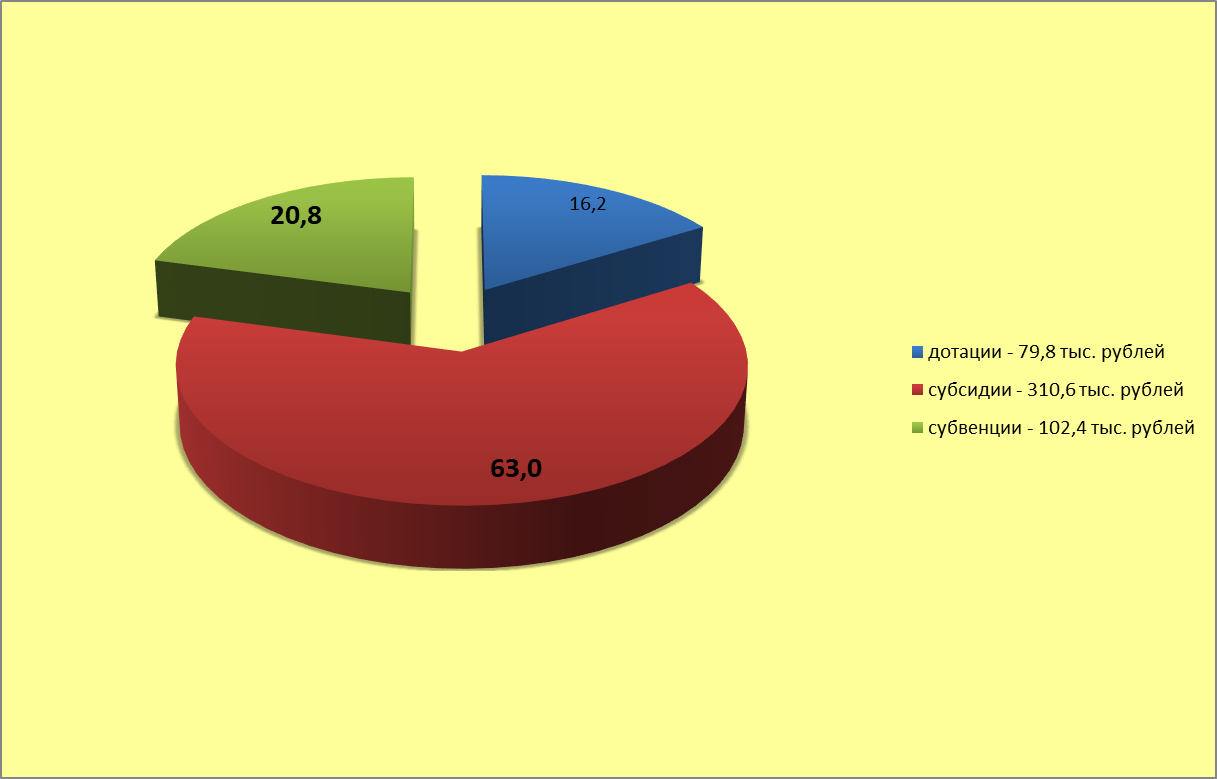 20,8
16,2
63,0
дотации - 79,8 тыс. рублей
субсидии - 310,6 тыс. рублей
субвенции - 102,4 тыс. рублей